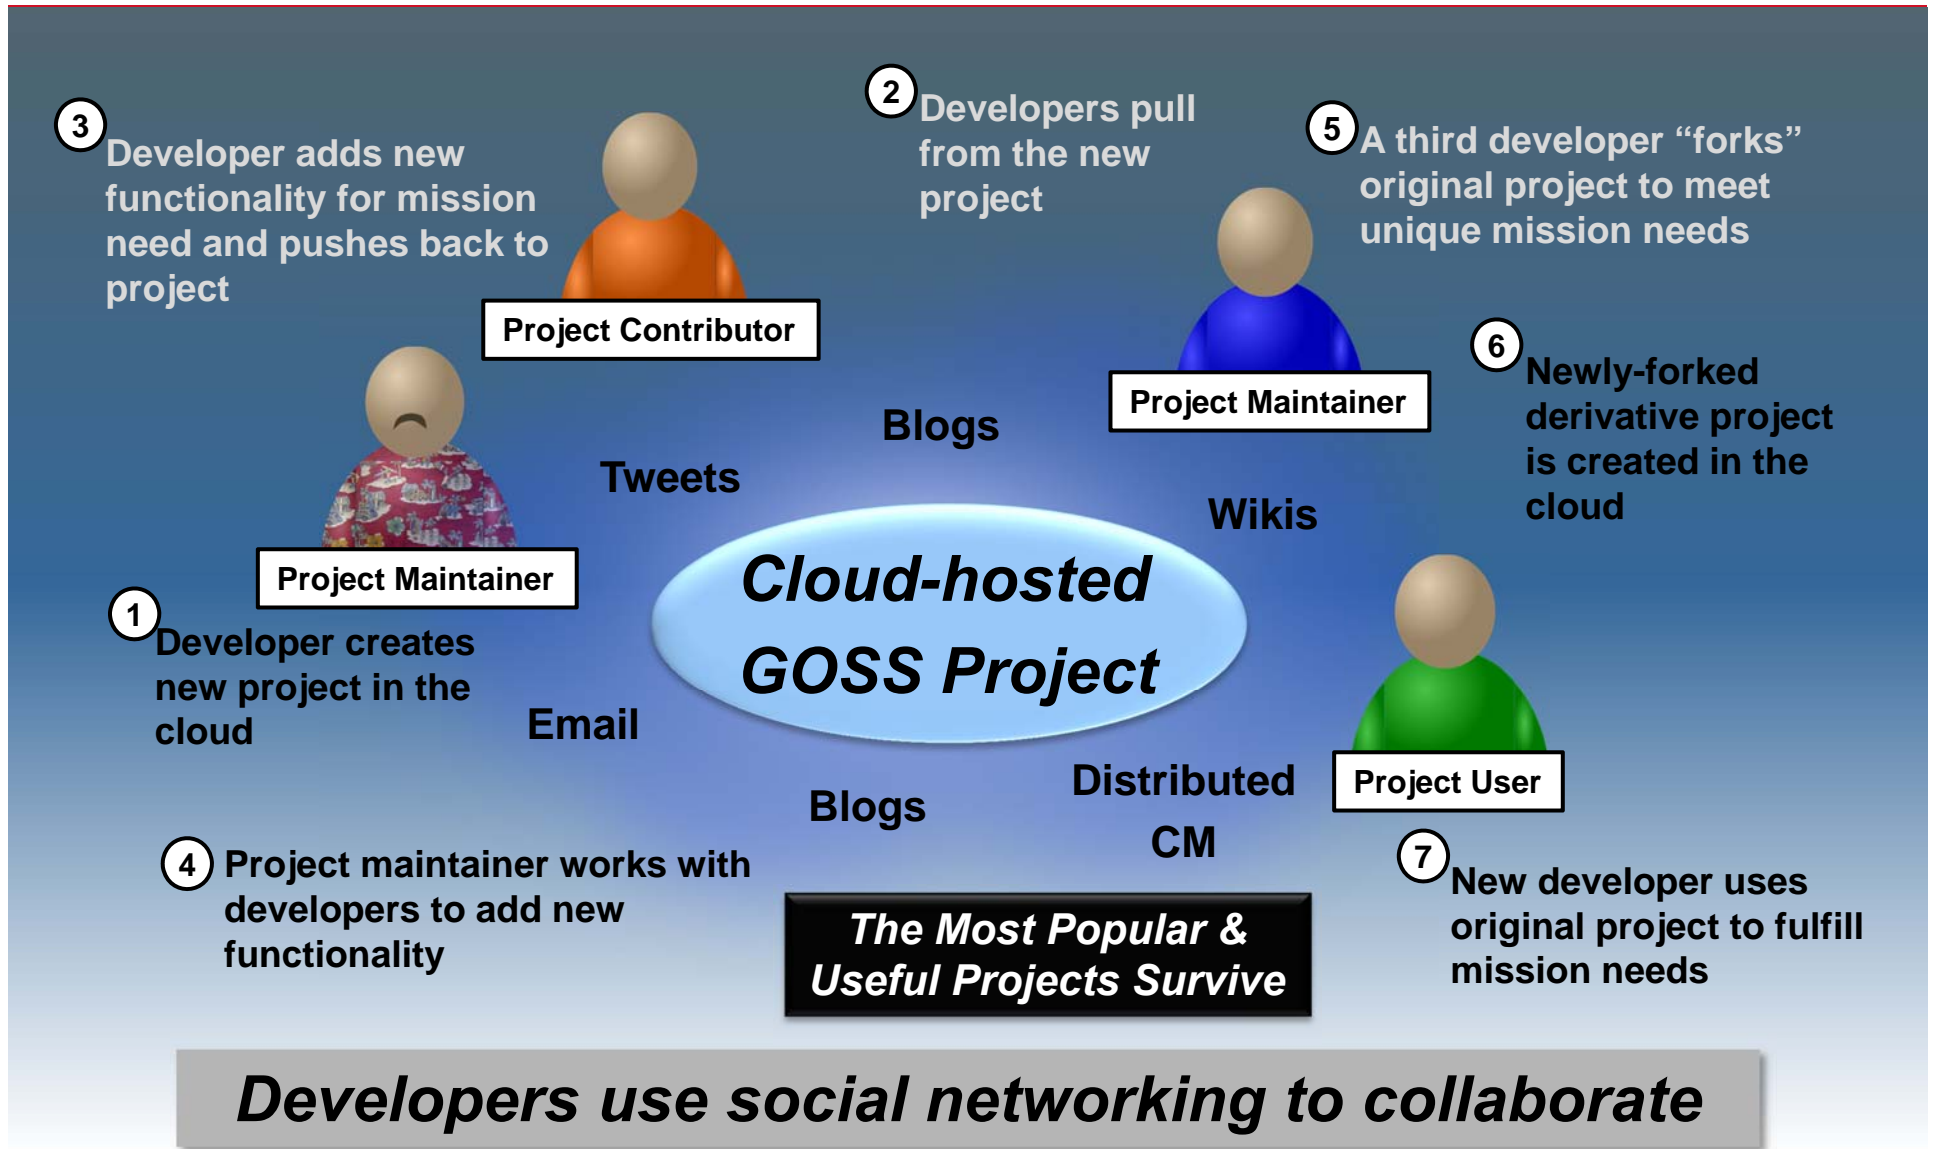 3
Developer adds new
functionality for mission
need and pushes back to
project
Project Contributor
2
Developers pull
from the new
project
5
A third developer “forks”
original project to meet
unique mission needs
Project Maintainer
6
Newly-forked
derivative project
is created in the
cloud
Blogs
Tweets
Wikis
Project Maintainer
1
Developer creates
new project in the
cloud
Cloud-hosted
GOSS Project
Email
Blogs
Distributed
CM
Project User
4
Project maintainer works with
developers to add new
functionality
7
New developer uses
original project to fulfill
mission needs
The Most Popular &
Useful Projects Survive
Developers use social networking to collaborate